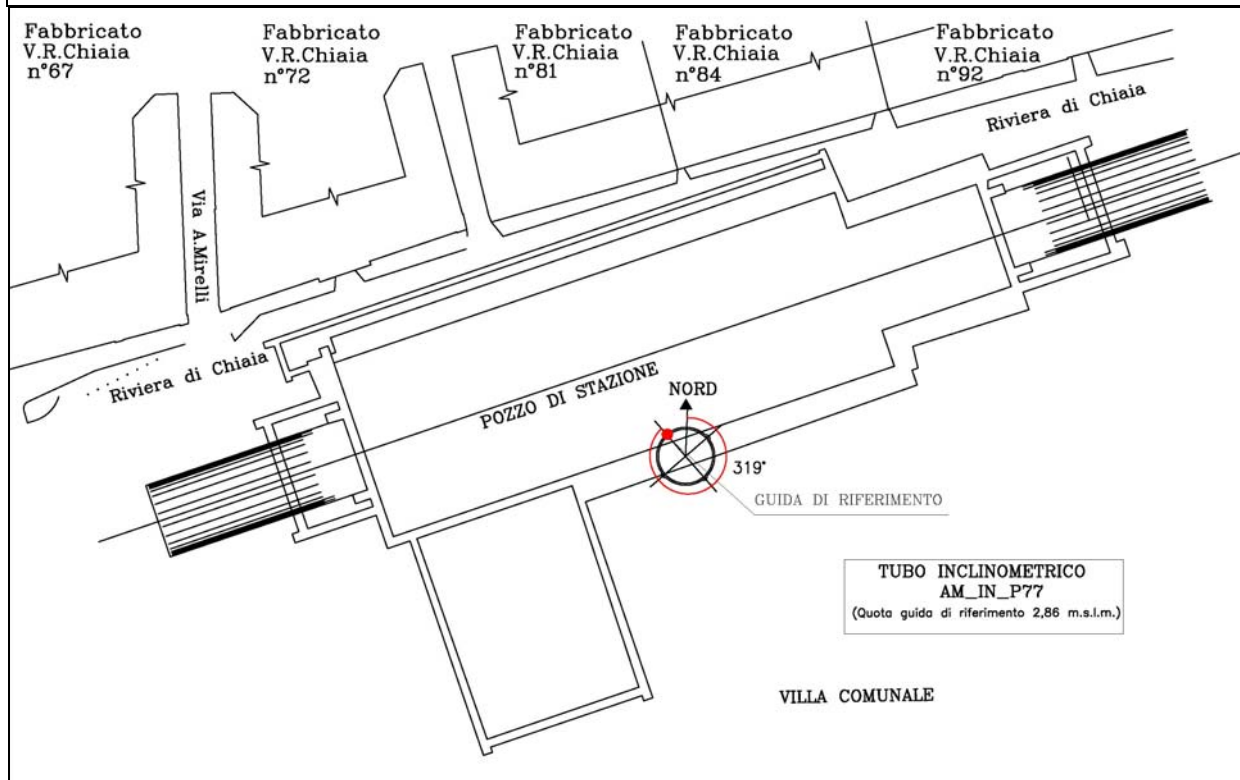 Fabbricato
V.R.Chiaia
n°67
Fabbricato
V.R.Chiaia
n°72
Fabbricato
V.R.Chiaia
n°81
Fabbricato
V.R.Chiaia
n°84
Fabbricato
V.R.Chiaia
n°92
Riviera di Chiaia
Via A.Mirelli
Riviera di Chiaia
POZZO DI STAZIONE
NORD
319°
GUIDA DI RIFERIMENTO
TUBO INCLINOMETRICO
AM_IN_P77
(Quota guida di riferimento 2,86 m.s.l.m.)
VILLA COMUNALE